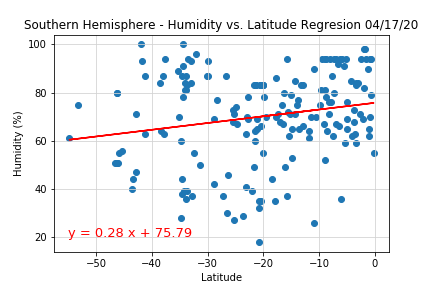 Southern Hemisphere - Humidity vs. Latitude Regresion 04/17/20
Humidity (%)
100
80
60
40
20
y = 0.28 x + 75.79
−50 −40 −30 −20 −10 0
Latitude